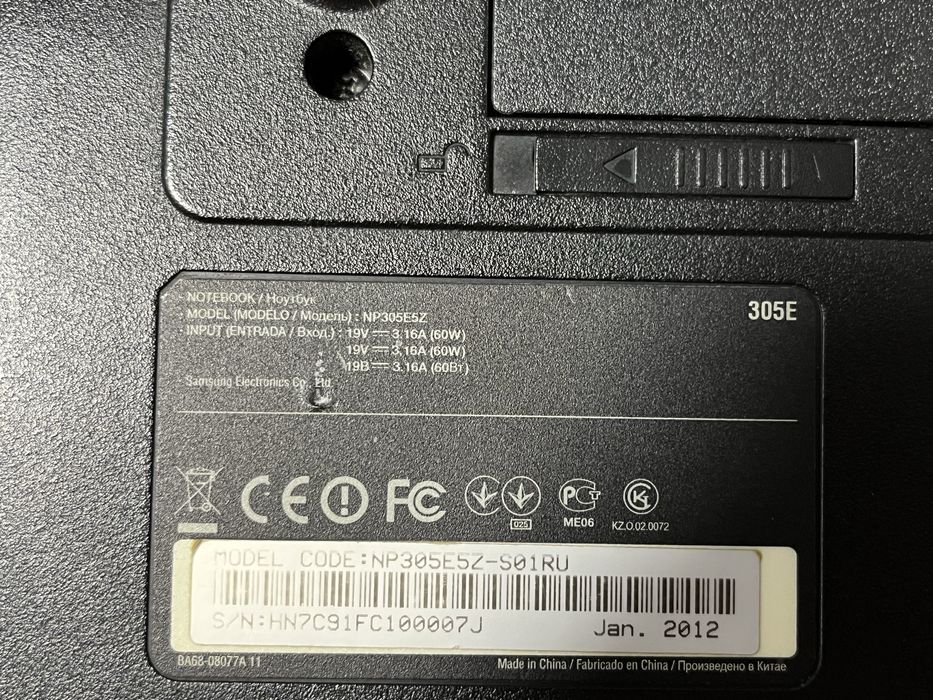 NOTEBOOK / Ноутбук
305E
MODEL (MODELO / Модель) : NP305E5Z
INPUT (ENTRADA / Вход.) : 19V ⎓ 3.16A (60W)
19V ⎓ 3.16A (60W)
19В ⎓ 3.16A (60Вт)
Samsung Electronics Co., Ltd.
CE FC
025
PCT
ME06
KZ.O.02.0072
MODEL CODE:NP305E5Z-S01RU
S/N:HN7C91FC100007J
Jan. 2012
BA68-08077A 11
Made in China / Fabricado en China / Произведено в Китае